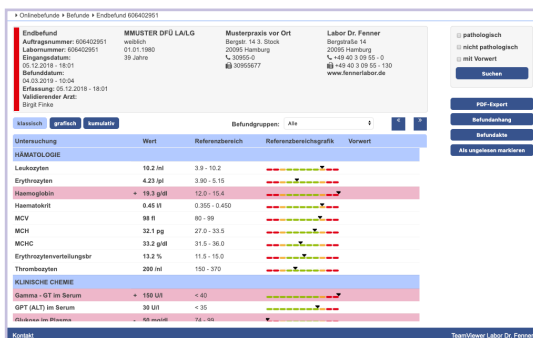 Onlinebefunde Befunde Endbefund 606402951
Endbefund
Auftragsnummer: 606402951
Labornummer: 606402951
Eingangsdatum:
05.12.2018 - 18:01
Befunddatum:
04.03.2019 - 10:04
Erfassung: 05.12.2018 - 18:01
Validierender Arzt:
Birgit Finke
MMUSTER DFÜ LA/LG
weiblich
01.01.1980
39 Jahre
Musterpraxis vor Ort
Bergstr. 14 3. Stock
20095 Hamburg
30955-0
30955677
Labor Dr. Fenner
Bergstraße 14
20095 Hamburg
+49 40 3 09 55 - 0
+49 40 3 09 55 - 130
www.fennerlabor.de
pathologisch
nicht pathologisch
mit Vorwert
Suchen
PDF-Export
Befundanhang
Befundakte
Als ungelesen markieren
klassisch grafisch kumulativ Befundgruppen: Alle « »
Untersuchung Wert Referenzbereich Referenzbereichsgrafik Vorwert
HÄMATOLOGIE
Leukozyten 10.2 /nl 3.9 - 10.2
Erythrozyten 4.23 /pl 3.90 - 5.15
Haemoglobin + 19.3 g/dl 12.0 - 15.4
Haematokrit 0.45 l/l 0.355 - 0.450
MCV 98 fl 80 - 99
MCH 32.1 pg 27.0 - 33.5
MCHC 33.2 g/dl 31.5 - 36.0
Erythrozytenverteilungsbr 13.2 % 11.5 - 15.0
Thrombozyten 200 /nl 150 - 370
KLINISCHE CHEMIE
Gamma - GT im Serum + 150 U/l < 40
GPT (ALT) im Serum 30 U/l < 35
Glukose im Plasma - 50 mg/dl 74 - 99
Kontakt TeamViewer Labor Dr. Fenner